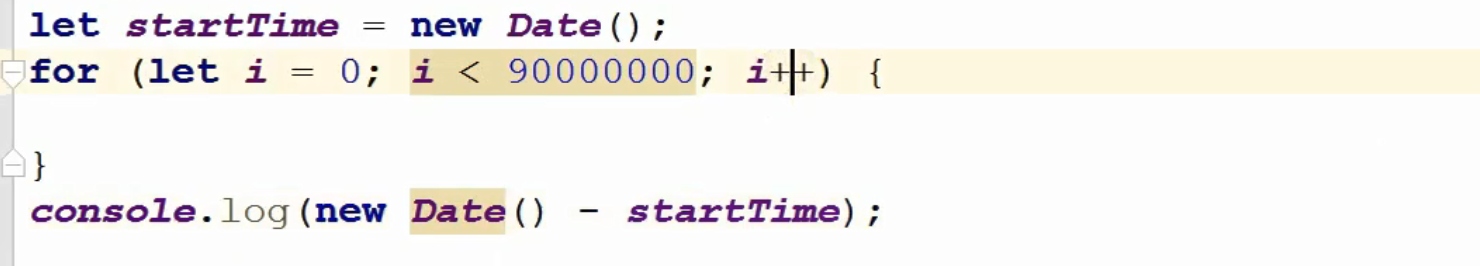 let startTime = new Date();
for (let i = 0; i < 90000000; i++) {
}
console.log(new Date() - startTime);